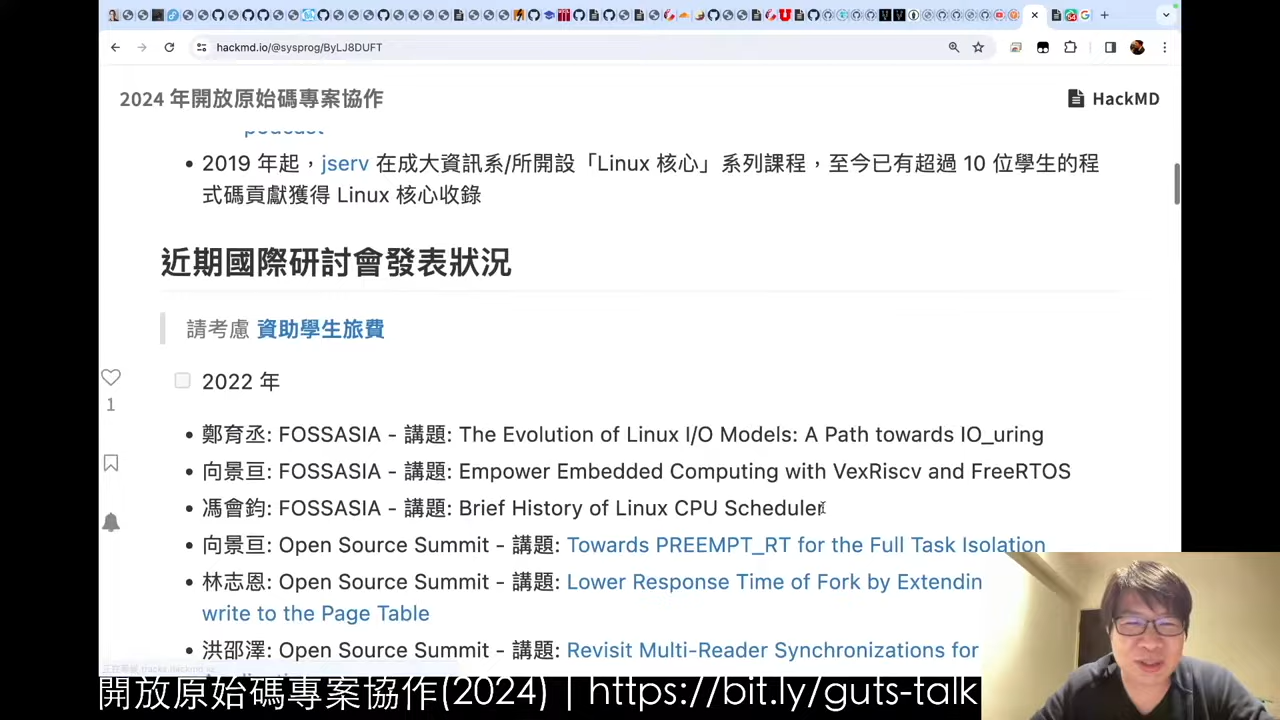 hackmd.io/@sysprog/ByLJ8DUFT
2024 年開放原始碼專案協作
HackMD
podcast
2019 年起，jserv 在成大資訊系/所開設「Linux 核心」系列課程，至今已有超過 10 位學生的程
式碼貢獻獲得 Linux 核心收錄
近期國際研討會發表狀況
請考慮 資助學生旅費
2022 年
1
鄭育丞: FOSSASIA - 講題: The Evolution of Linux I/O Models: A Path towards IO_uring
向景亘: FOSSASIA - 講題: Empower Embedded Computing with VexRiscv and FreeRTOS
馮會鈞: FOSSASIA - 講題: Brief History of Linux CPU Scheduler
向景亘: Open Source Summit - 講題: Towards PREEMPT_RT for the Full Task Isolation
林志恩: Open Source Summit - 講題: Lower Response Time of Fork by Extendin
write to the Page Table
洪邵澤: Open Source Summit - 講題: Revisit Multi-Reader Synchronizations for
開放原始碼專案協作(2024) | https://bit.ly/guts-talk